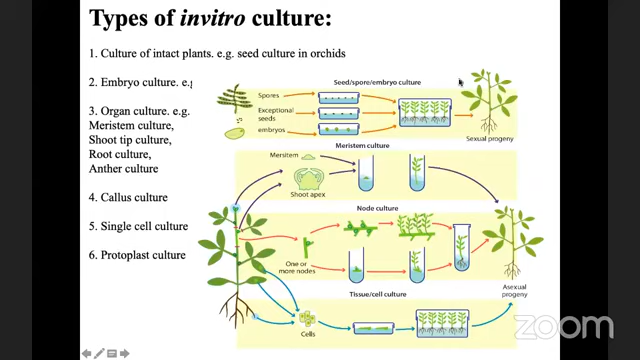 Types of invitro culture:
1. Culture of intact plants. e.g. seed culture in orchids
2. Embryo culture.
3. Organ culture. e.g.
Meristem culture,
Shoot tip culture,
Root culture,
Anther culture
4. Callus culture
5. Single cell culture
6. Protoplast culture
Seed/spore/embryo culture
Spores
Exceptional
seeds
embryos
Sexual progeny
Meristem culture
Mersitem
Shoot apex
Node culture
One or
more nodes
Asexual
progeny
Tissue/cell culture
Cells
zoom